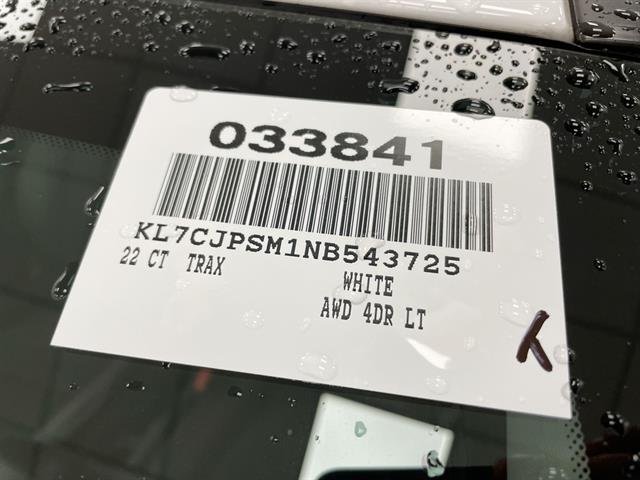 033841
KL7CJPSM1NB543725
22 CT TRAX WHITE
AWD 4DR LT